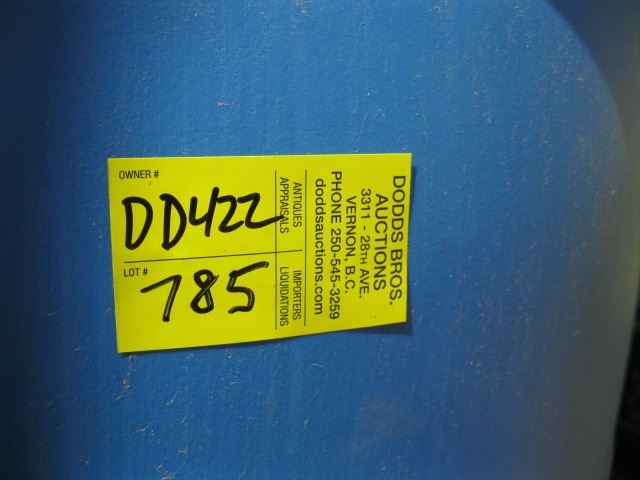 OWNER #
DD422
LOT #
785
ANTIQUES
APPRAISALS
IMPORTERS
LIQUIDATIONS
DODDS BROS.
AUCTIONS
3311 - 28TH AVE.
VERNON, B.C.
PHONE 250-545-3259
doddsauctions.com